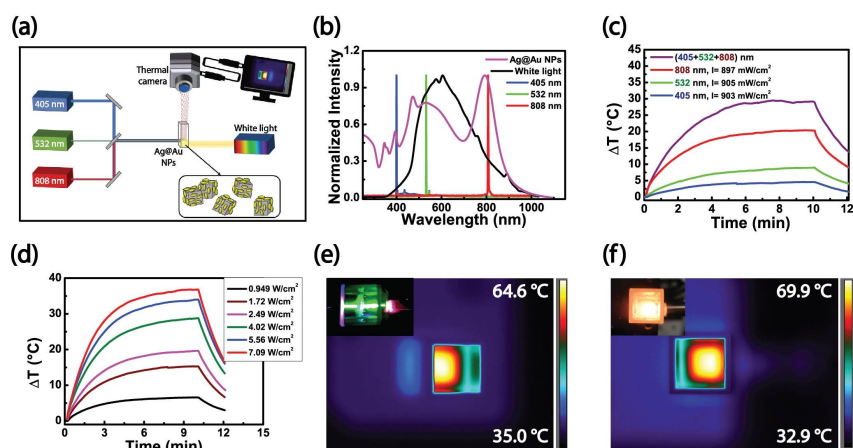 (a)
Thermal
camera
405 nm
532 nm
808 nm
White light
Ag@Au
NPs
(b)
Normalized Intensity
1.2
0.9
0.6
0.3
0.0
Ag@Au NPs
White light
405 nm
532 nm
808 nm
400 600 800 1000
Wavelength (nm)
(c)
ΔT (°C)
45
40
35
30
25
20
15
10
5
0
(405+532+808) nm
808 nm, I= 897 mW/cm²
532 nm, I= 905 mW/cm²
405 nm, I= 903 mW/cm²
0 2 4 6 8 10 12
Time (min)
(d)
ΔT (°C)
40
30
20
10
0
0.949 W/cm²
1.72 W/cm²
2.49 W/cm²
4.02 W/cm²
5.56 W/cm²
7.09 W/cm²
0 5 10 15
Time (min)
(e)
64.6 °C
35.0 °C
(f)
69.9 °C
32.9 °C